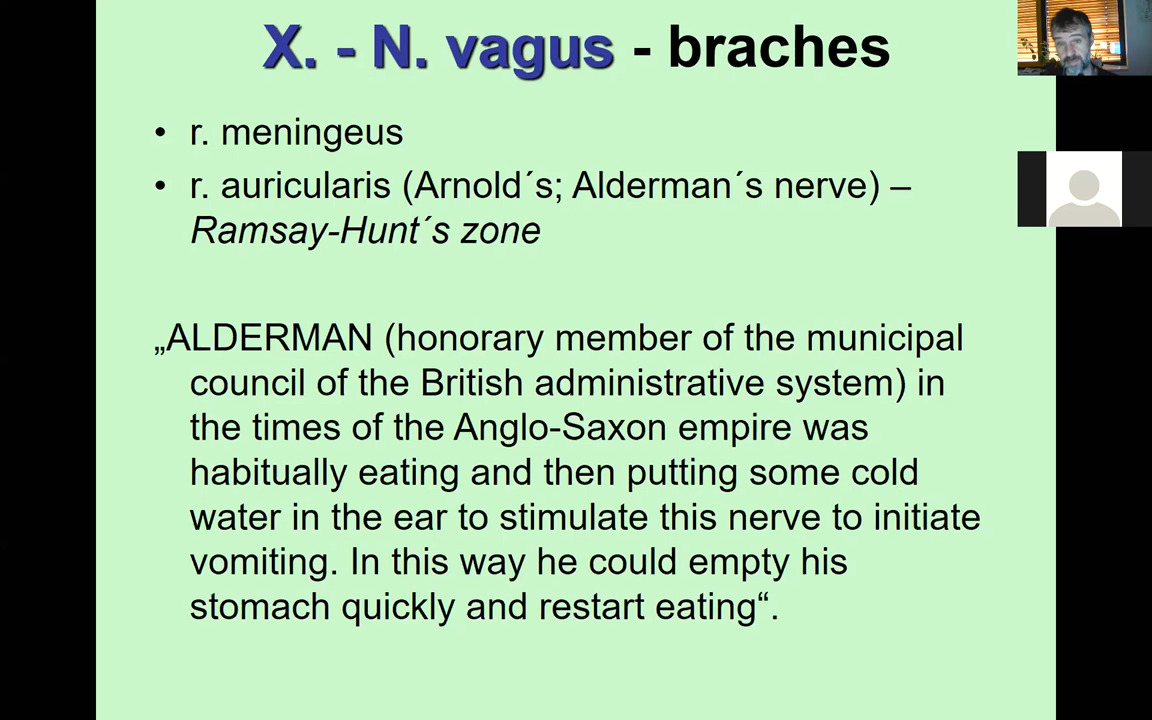 X. - N. vagus - braches
• r. meningeus
• r. auricularis (Arnold´s; Alderman´s nerve) –
Ramsay-Hunt´s zone
„ALDERMAN (honorary member of the municipal
council of the British administrative system) in
the times of the Anglo-Saxon empire was
habitually eating and then putting some cold
water in the ear to stimulate this nerve to initiate
vomiting. In this way he could empty his
stomach quickly and restart eating“.